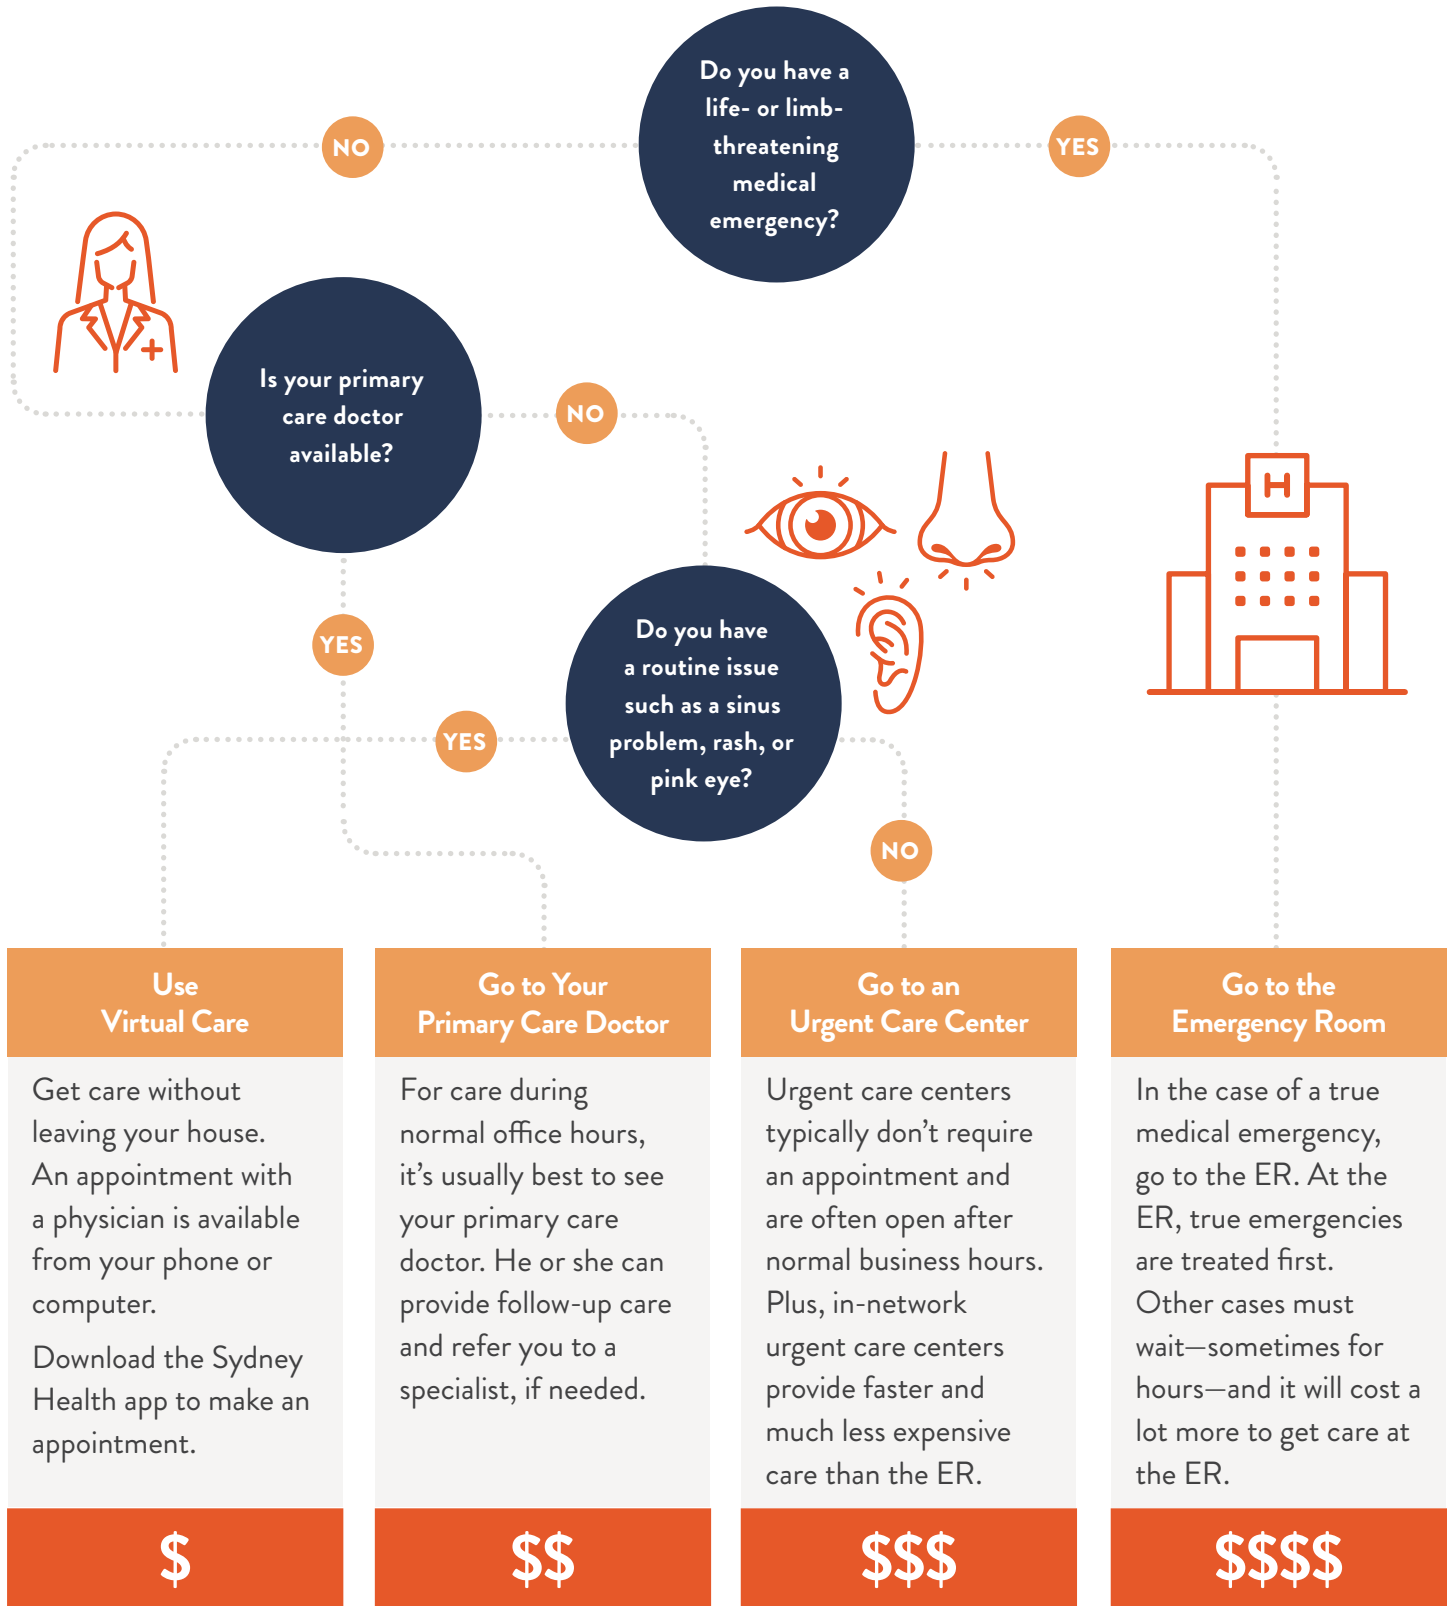 Do you have a
life- or limb-
threatening
medical
emergency?
NO
YES
Is your primary
care doctor
available?
NO
YES
H
Do you have
a routine issue
such as a sinus
problem, rash, or
pink eye?
YES
NO
Use
Virtual Care
Get care without
leaving your house.
An appointment with
a physician is available
from your phone or
computer.
Download the Sydney
Health app to make an
appointment.
$
Go to Your
Primary Care Doctor
For care during
normal office hours,
it’s usually best to see
your primary care
doctor. He or she can
provide follow-up care
and refer you to a
specialist, if needed.
$$
Go to an
Urgent Care Center
Urgent care centers
typically don’t require
an appointment and
are often open after
normal business hours.
Plus, in-network
urgent care centers
provide faster and
much less expensive
care than the ER.
$$$
Go to the
Emergency Room
In the case of a true
medical emergency,
go to the ER. At the
ER, true emergencies
are treated first.
Other cases must
wait—sometimes for
hours—and it will cost a
lot more to get care at
the ER.
$$$$